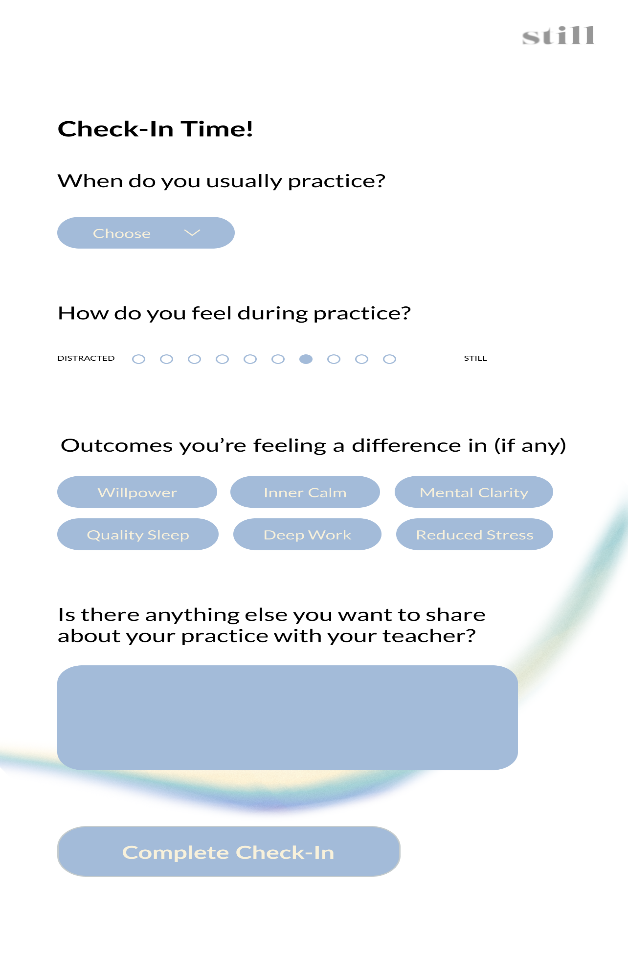 still
Check-In Time!
When do you usually practice?
Choose
How do you feel during practice?
DISTRACTED STILL
Outcomes you’re feeling a difference in (if any)
Willpower Inner Calm Mental Clarity
Quality Sleep Deep Work Reduced Stress
Is there anything else you want to share
about your practice with your teacher?
Complete Check-In